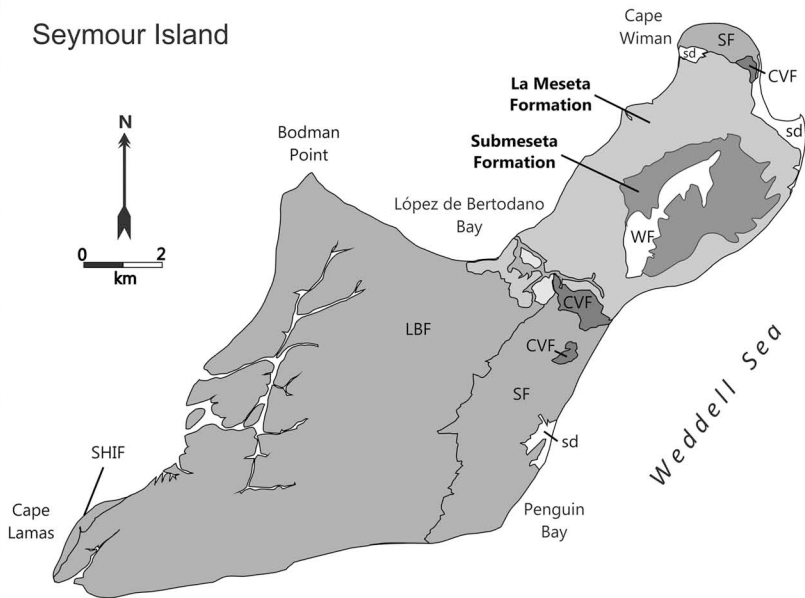 Seymour Island
Cape
Wiman
SF
sd
CVF
La Meseta
Formation
sd
N
Bodman
Point
Submeseta
Formation
López de Bertodano
Bay
WF
0
2
km
CVF
LBF
CVF
SF
Weddell Sea
sd
SHIF
Cape
Lamas
Penguin
Bay